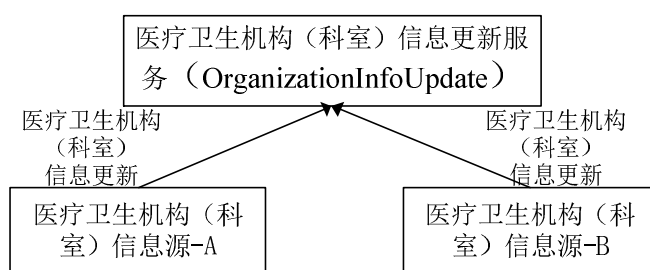 医疗卫生机构（科室）信息更新服
务（OrganizationInfoUpdate）
医疗卫生机构
（科室）
信息更新
医疗卫生机构
（科室）
信息更新
医疗卫生机构（科
室）信息源-A
医疗卫生机构（科
室）信息源-B